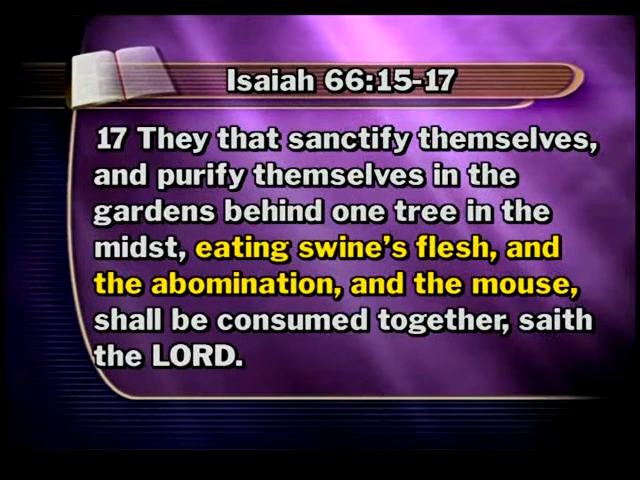 Isaiah 66:15-17
17 They that sanctify themselves,
and purify themselves in the
gardens behind one tree in the
midst, eating swine's flesh, and
the abomination, and the mouse,
shall be consumed together, saith
the LORD.